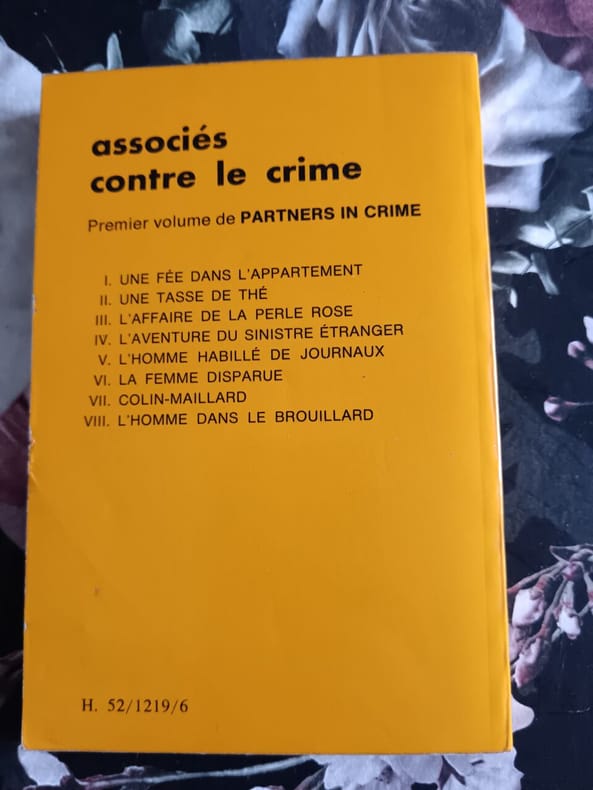 associés
contre le crime
Premier volume de PARTNERS IN CRIME
I. UNE FÉE DANS L'APPARTEMENT
II. UNE TASSE DE THÉ
III. L'AFFAIRE DE LA PERLE ROSE
IV. L'AVENTURE DU SINISTRE ÉTRANGER
V. L'HOMME HABILLÉ DE JOURNAUX
VI. LA FEMME DISPARUE
VII. COLIN-MAILLARD
VIII. L'HOMME DANS LE BROUILLARD
H. 52/1219/6